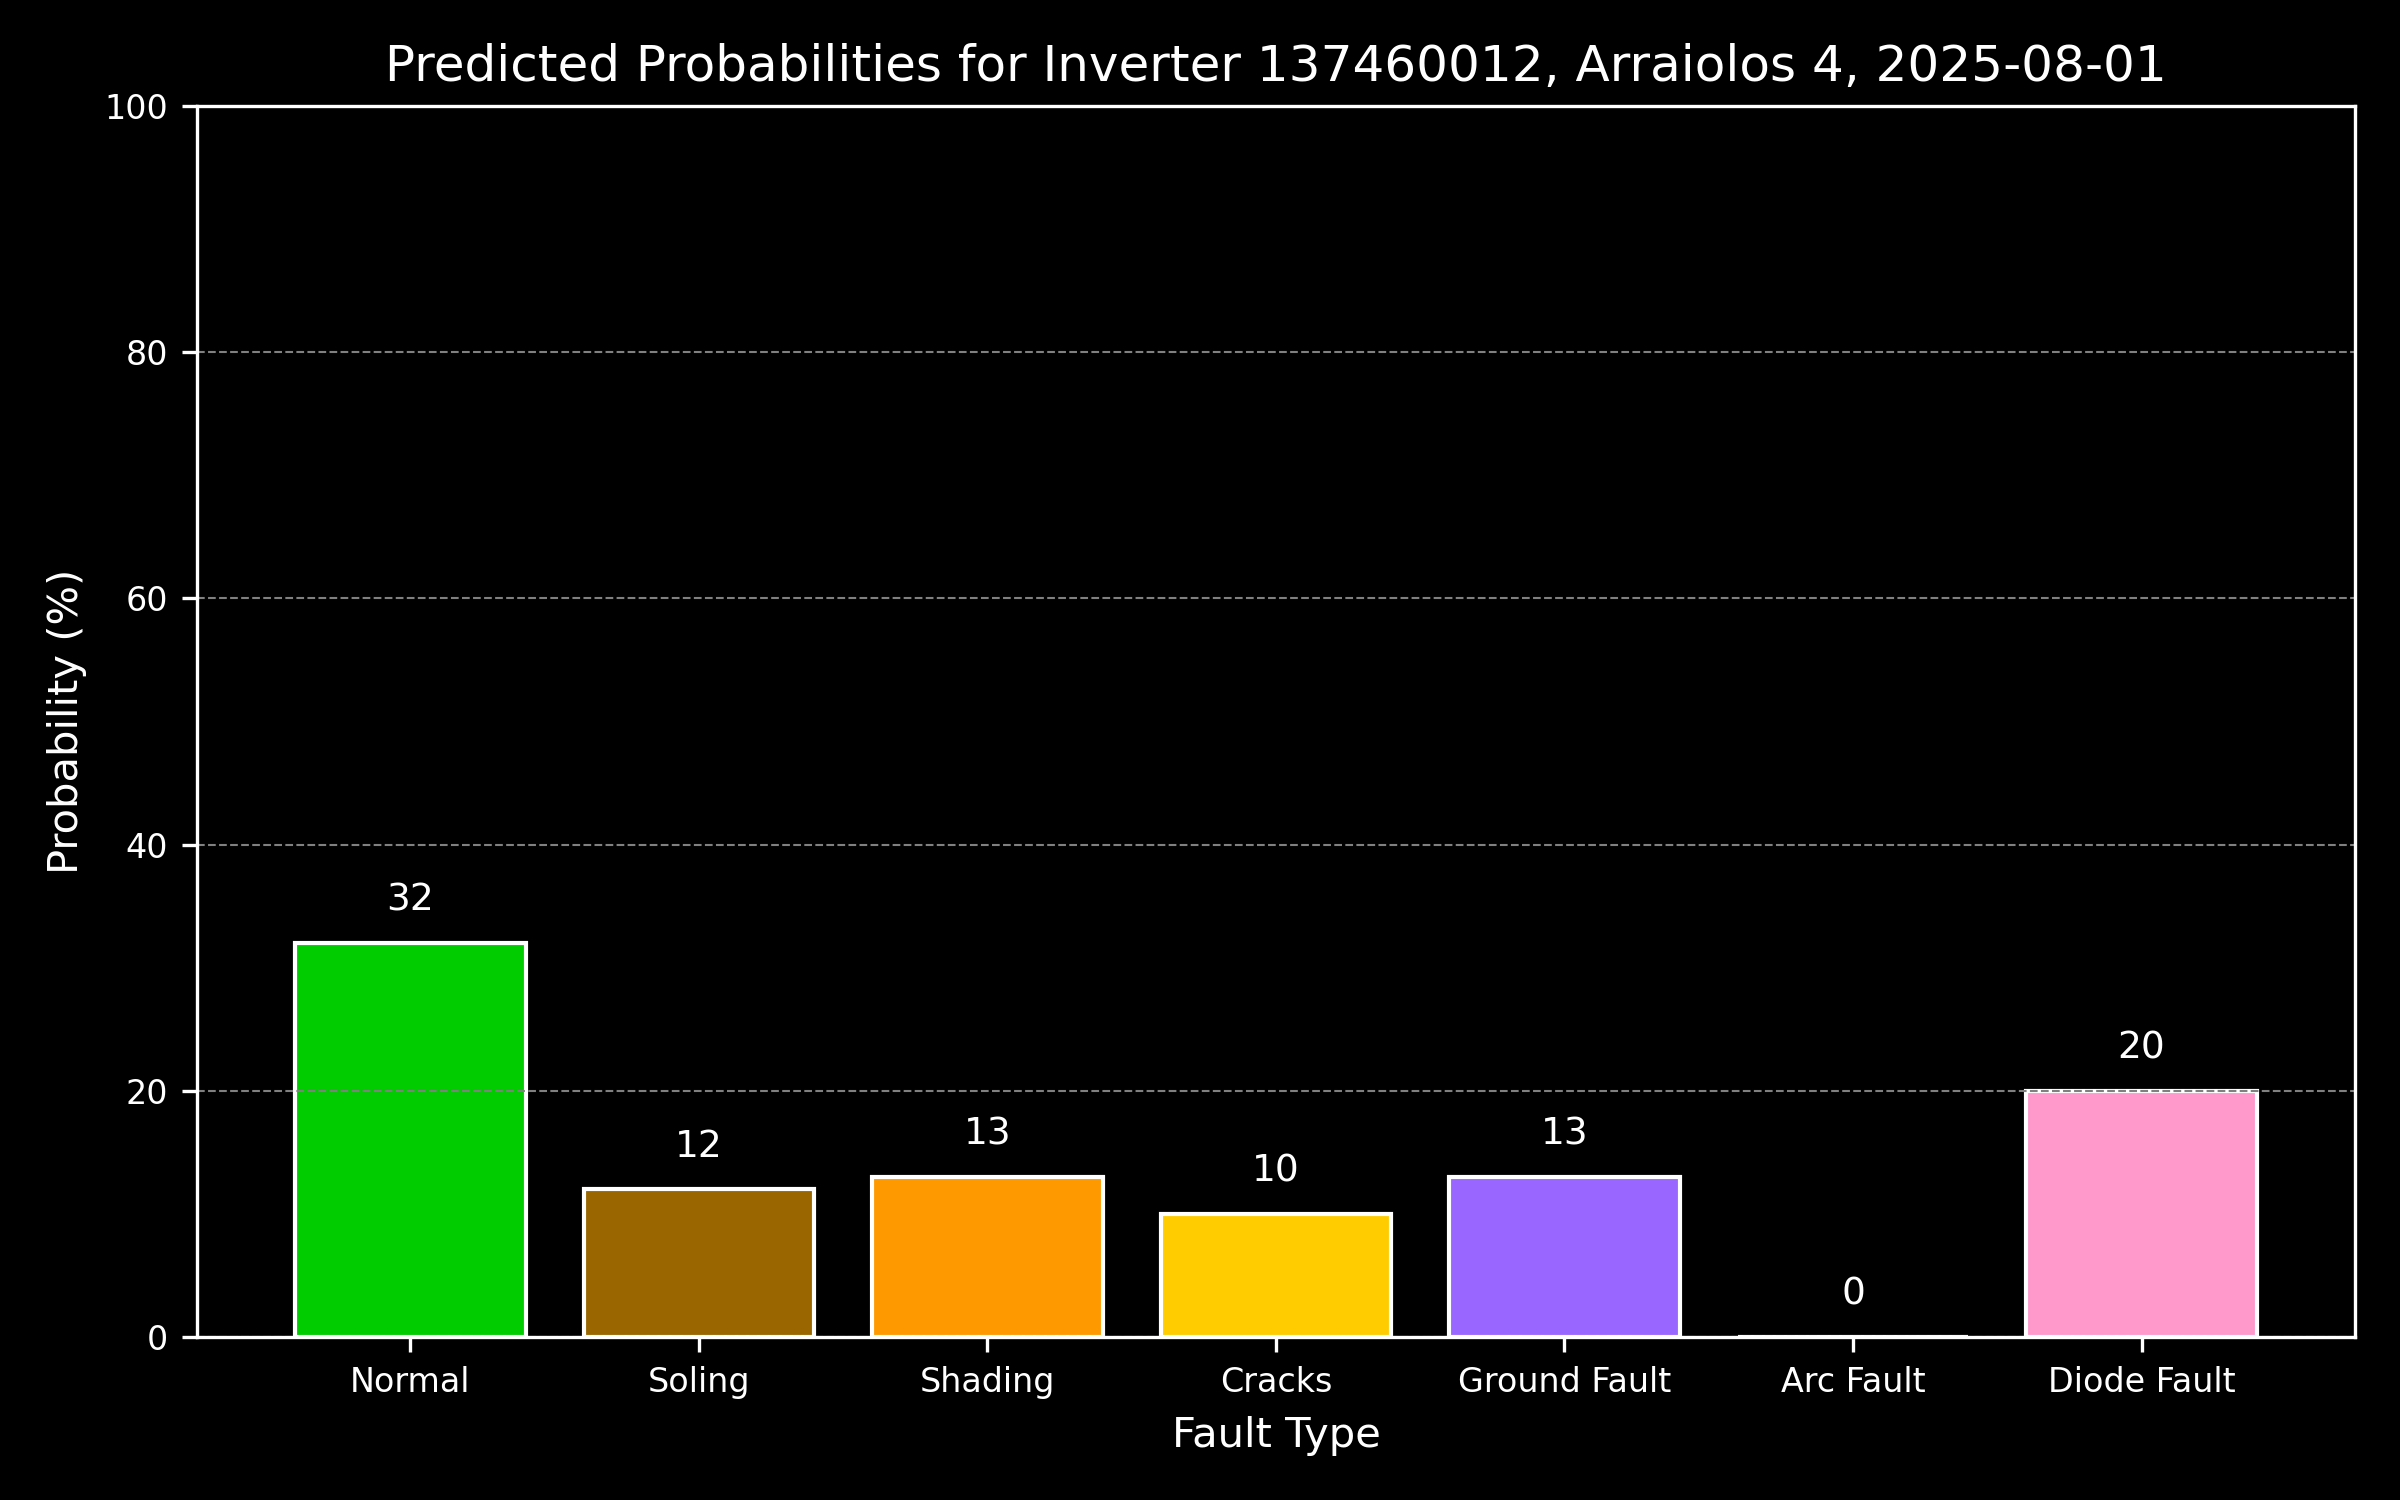 Predicted Probabilities for Inverter 137460012, Arraiolos 4, 2025-08-01
100
80
60
40
20
0
Probability (%)
32
12
13
10
13
0
20
Normal
Soling
Shading
Cracks
Ground Fault
Arc Fault
Diode Fault
Fault Type